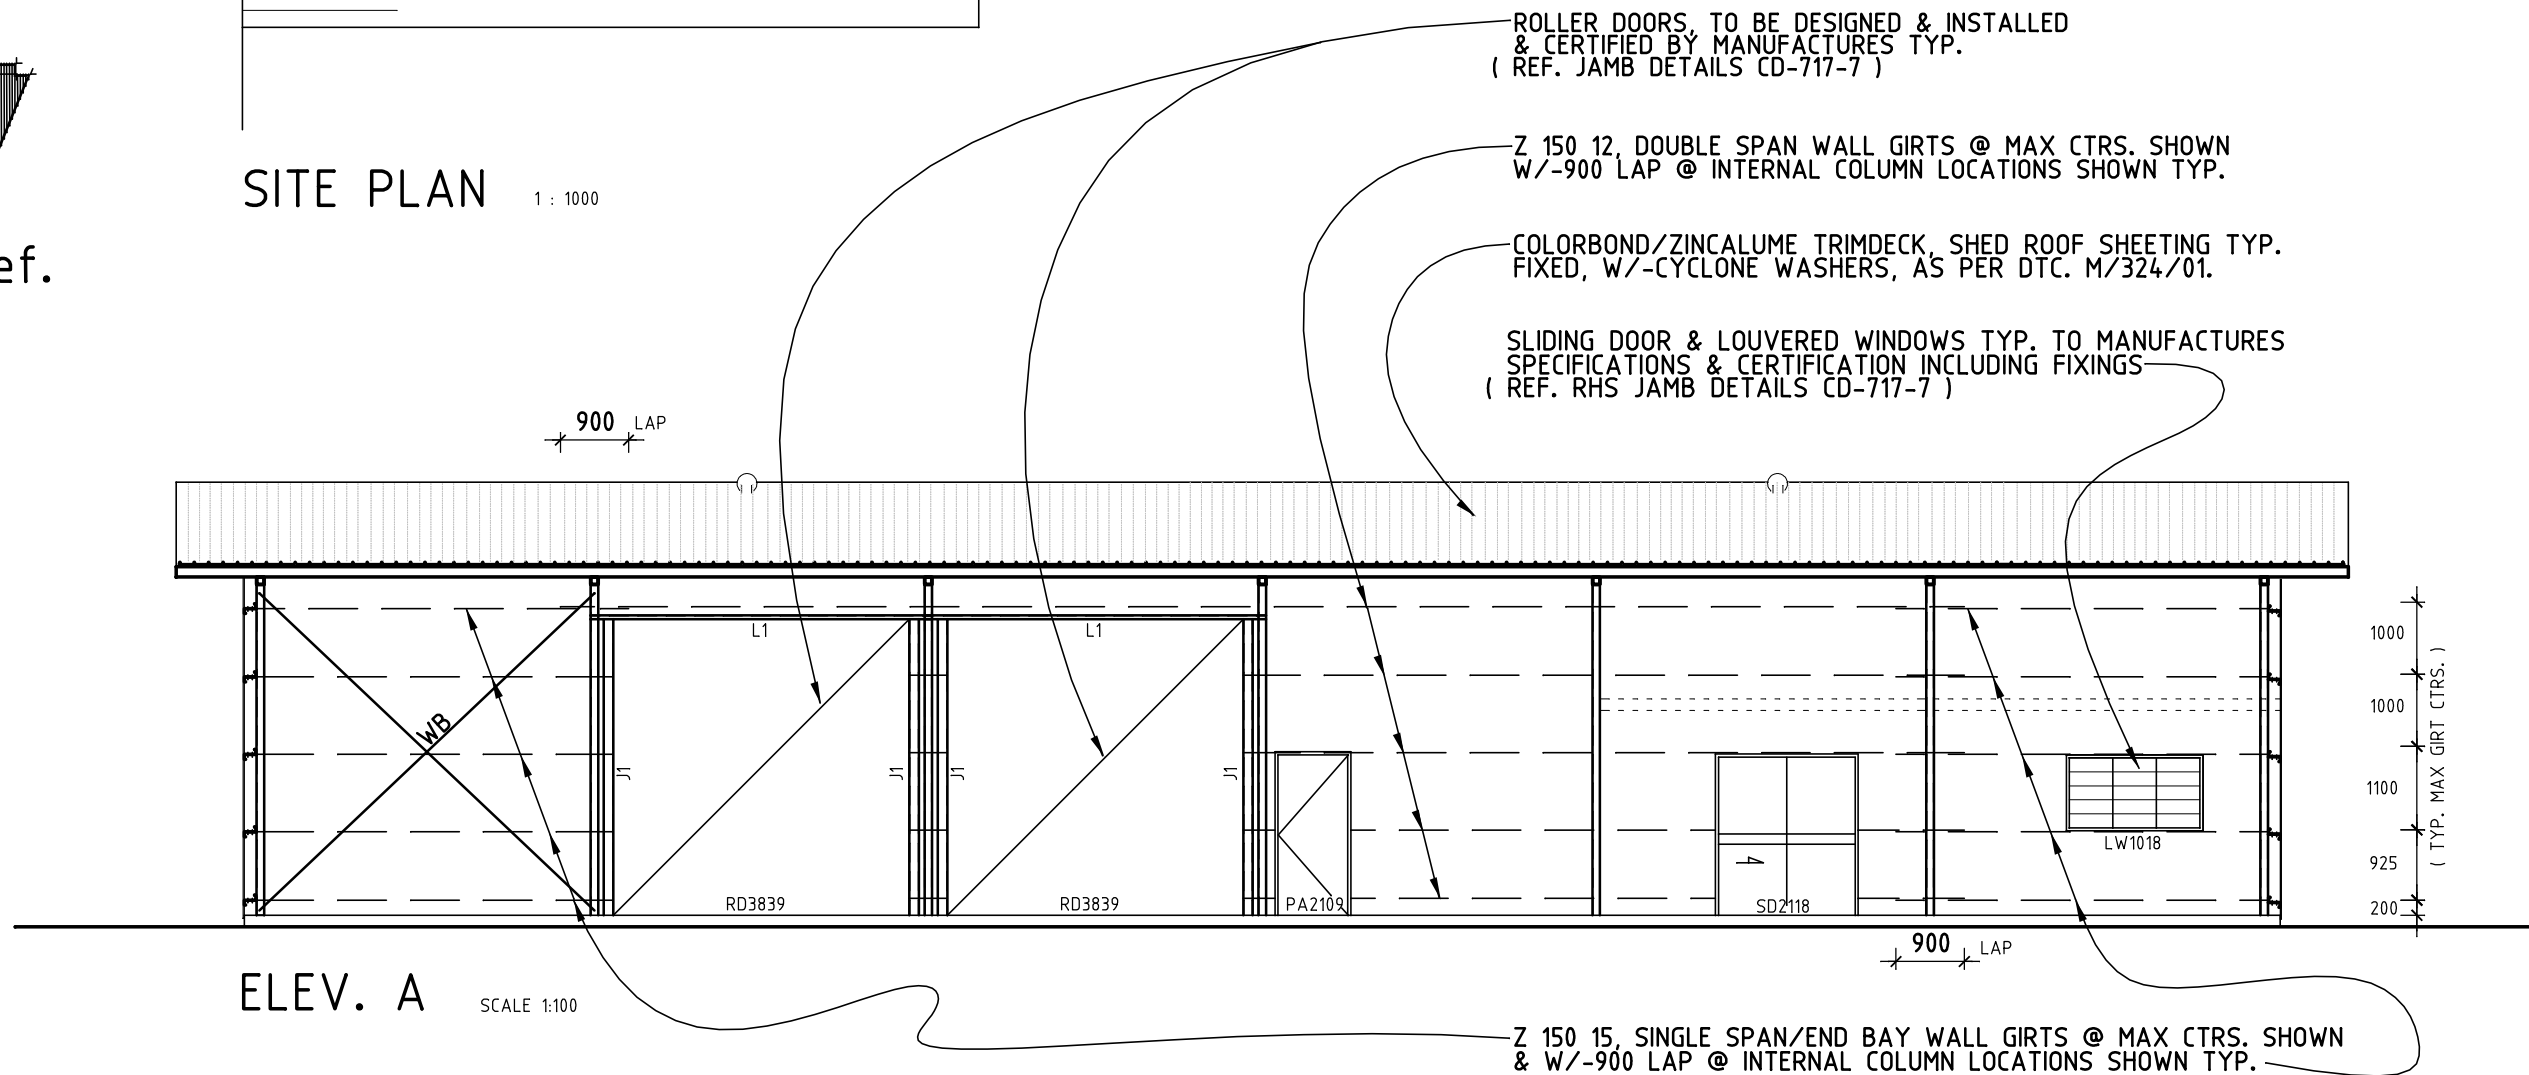 ROLLER DOORS, TO BE DESIGNED & INSTALLED
& CERTIFIED BY MANUFACTURES TYP.
( REF. JAMB DETAILS CD-717-7 )
Z 150 12, DOUBLE SPAN WALL GIRTS @ MAX CTRS. SHOWN
W/-900 LAP @ INTERNAL COLUMN LOCATIONS SHOWN TYP.
SITE PLAN 1 : 1000
ef.
COLORBOND/ZINCALUME TRIMDECK, SHED ROOF SHEETING TYP.
FIXED, W/-CYCLONE WASHERS, AS PER DTC. M/324/01.
SLIDING DOOR & LOUVERED WINDOWS TYP. TO MANUFACTURES
SPECIFICATIONS & CERTIFICATION INCLUDING FIXINGS
( REF. RHS JAMB DETAILS CD-717-7 )
900 LAP
L1
L1
WB
J1
J1
J1
J1
RD3839
RD3839
PA2109
SD2118
LW1018
1000
1000
1100
925
200
( TYP. MAX GIRT CTRS. )
900 LAP
ELEV. A SCALE 1:100
Z 150 15, SINGLE SPAN/END BAY WALL GIRTS @ MAX CTRS. SHOWN
& W/-900 LAP @ INTERNAL COLUMN LOCATIONS SHOWN TYP.